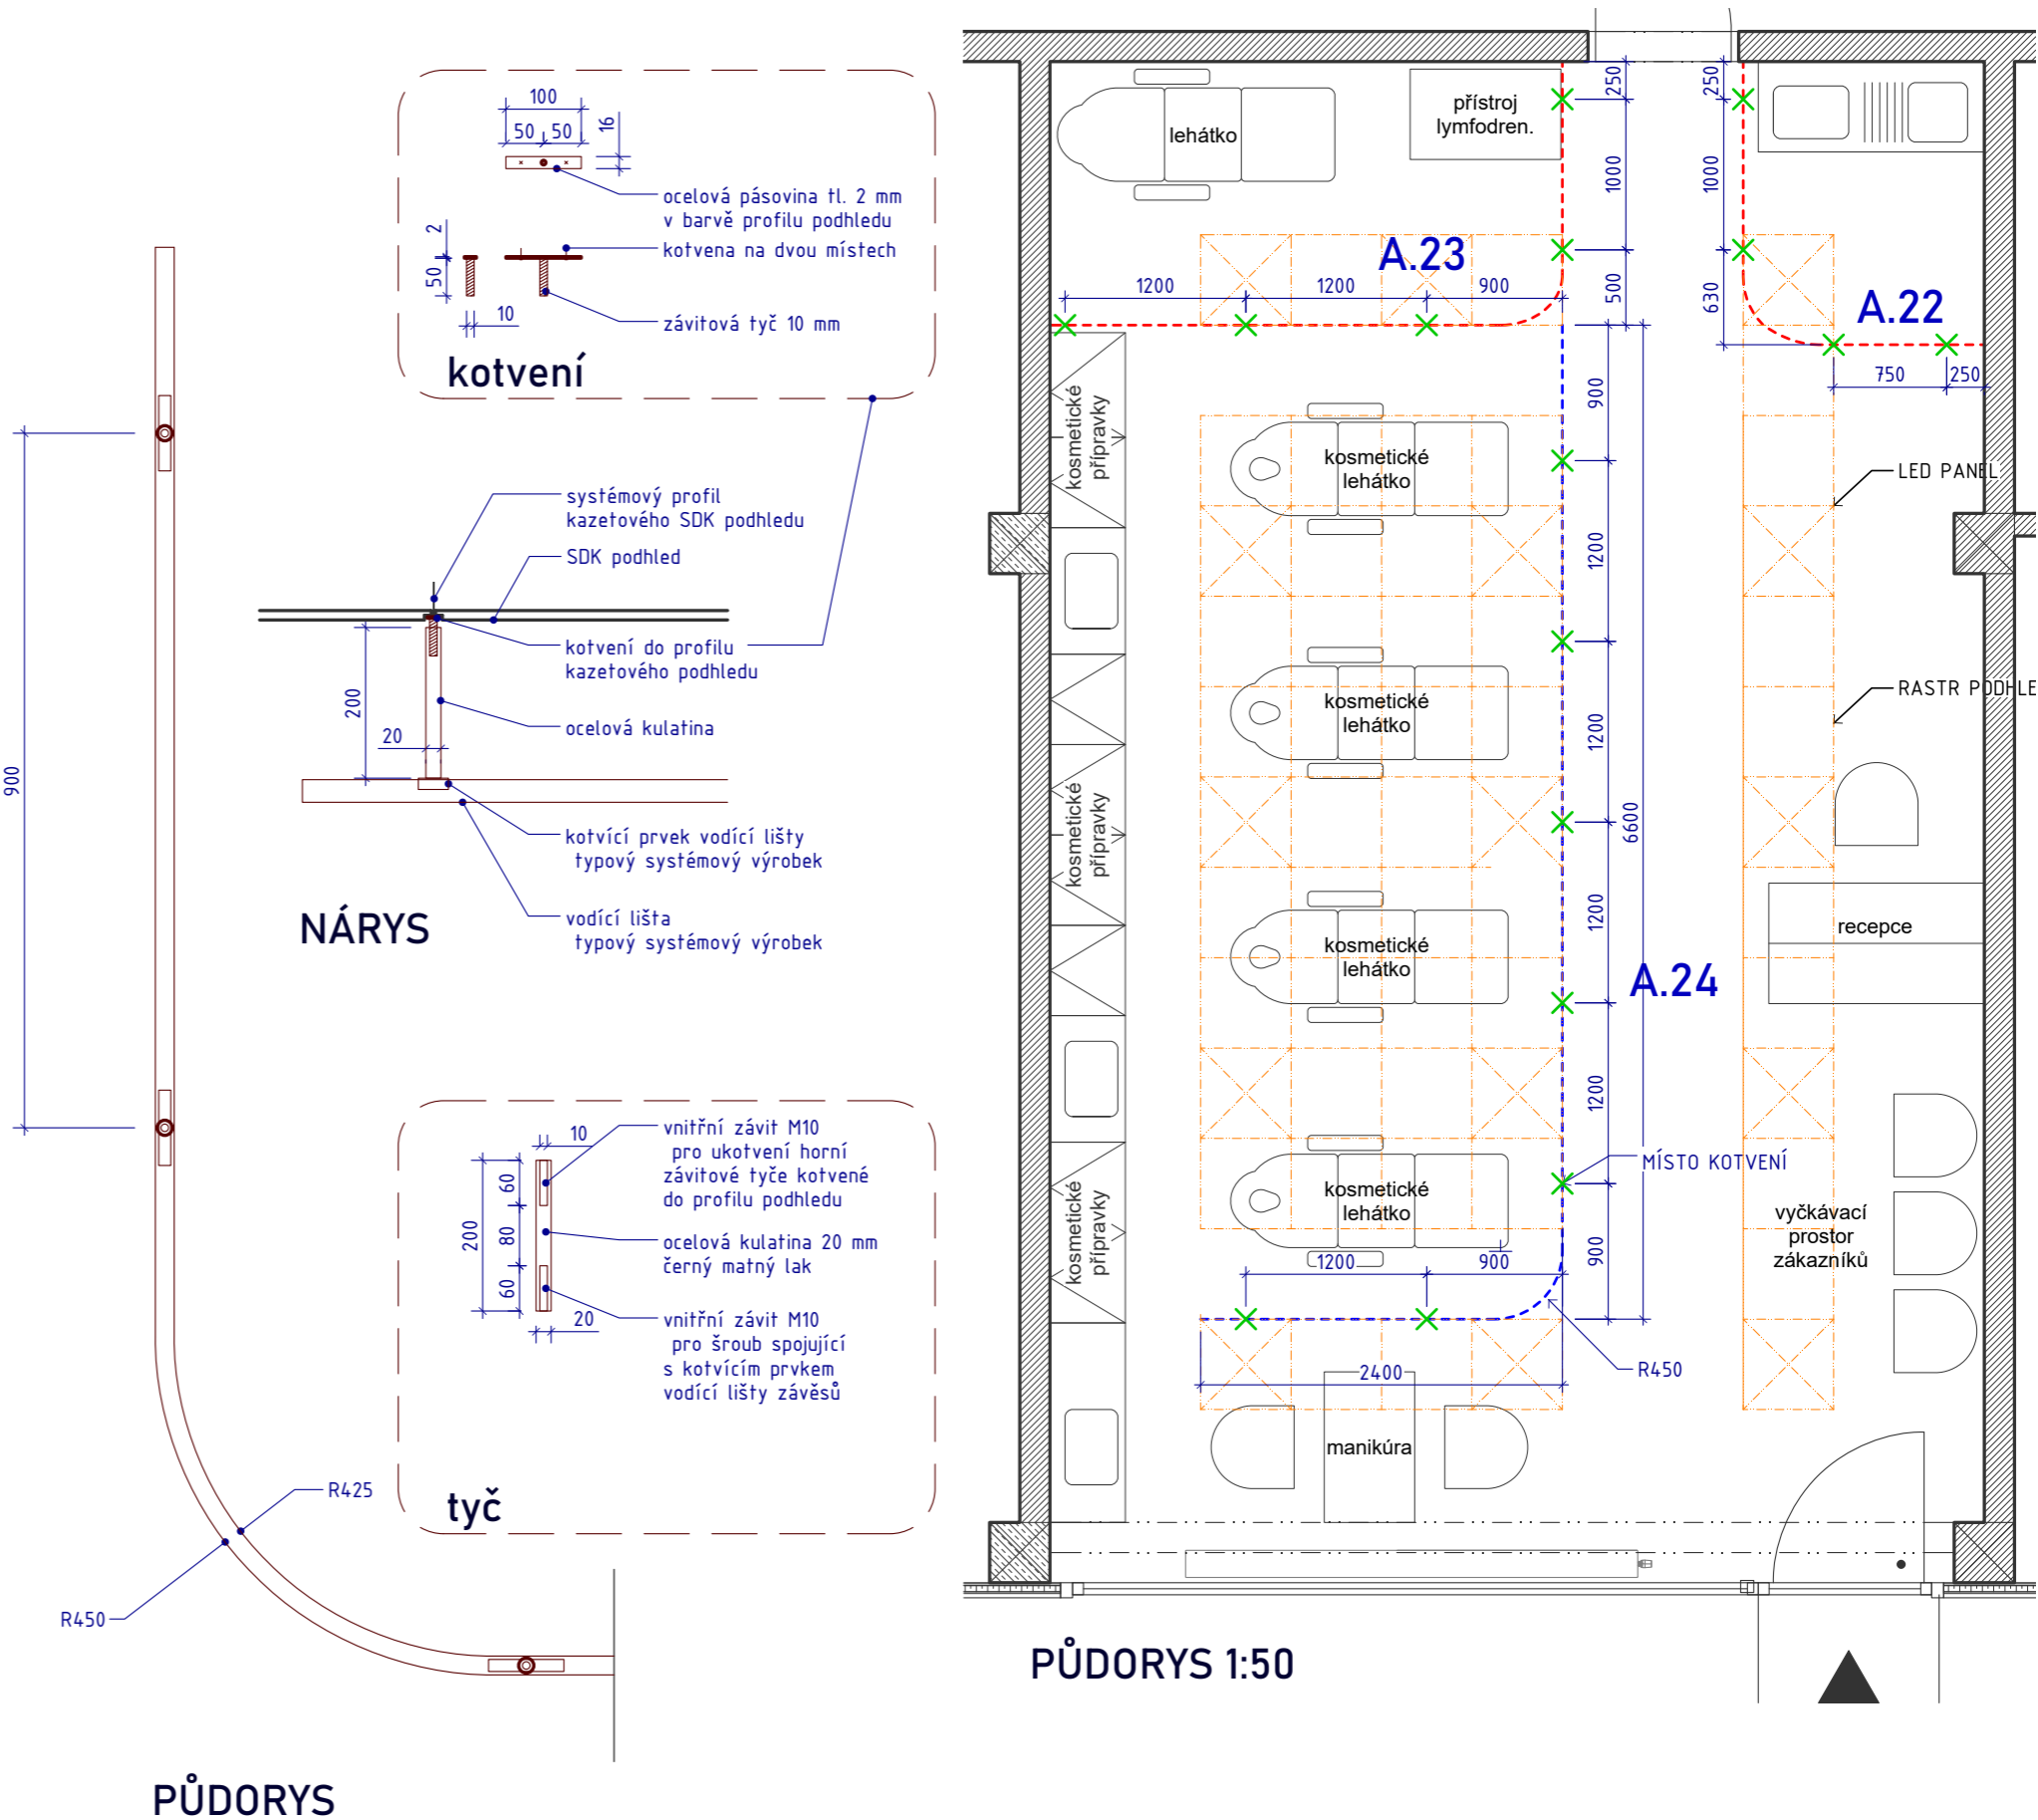 100
50 50
16
ocelová pásovina tl. 2 mm
v barvě profilu podhledu
kotvena na dvou místech
2
50
10
závitová tyč 10 mm
kotvení
900
systémový profil
kazetového SDK podhledu
SDK podhled
kotvení do profilu
kazetového podhledu
200
20
ocelová kulatina
kotvící prvek vodící lišty
typový systémový výrobek
vodící lišta
typový systémový výrobek
NÁRYS
10
60
80
60
200
20
vnitřní závit M10
pro ukotvení horní
závitové tyče kotvené
do profilu podhledu
ocelová kulatina 20 mm
černý matný lak
vnitřní závit M10
pro šroub spojující
s kotvícím prvkem
vodící lišty závěsů
tyč
R425
R450
PŮDORYS
lehátko
přístroj
lymfodren.
250
250
1000
1000
A.23
1200
1200
900
500
630
A.22
750
250
kosmetické
přípravky
kosmetické
lehátko
900
LED PANEL
1200
kosmetické
lehátko
1200
RASTR PODHLE
kosmetické
přípravky
6600
recepce
kosmetické
lehátko
1200
A.24
1200
MÍSTO KOTVENÍ
kosmetické
přípravky
kosmetické
lehátko
vyčkávací
prostor
zákazníků
1200
900
900
2400
R450
manikúra
PŮDORYS 1:50